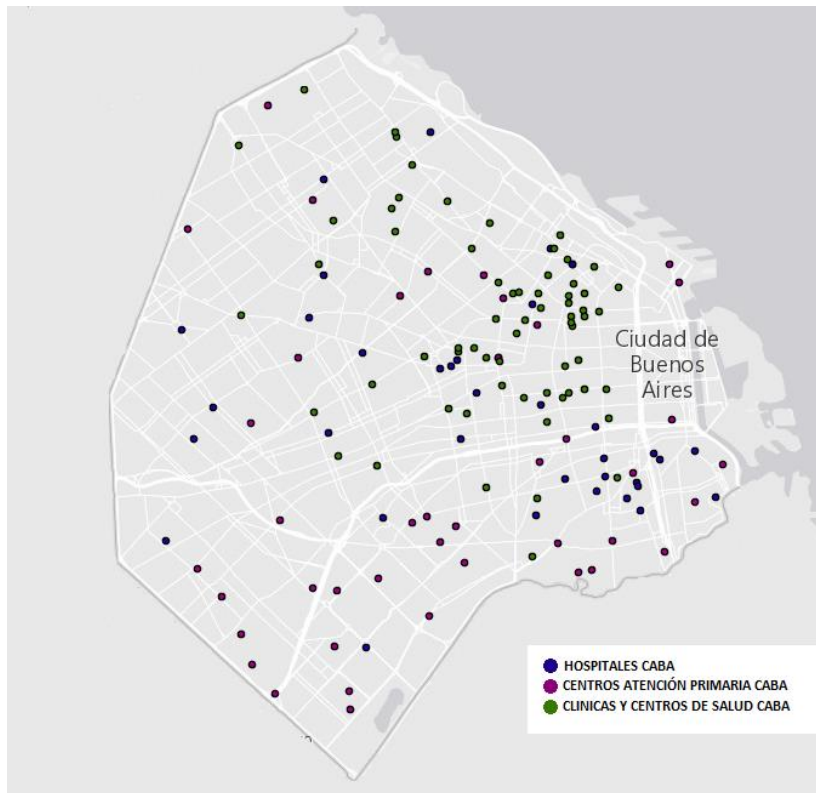 Ciudad de
Buenos
Aires
HOSPITALES CABA
CENTROS ATENCIÓN PRIMARIA CABA
CLINICAS Y CENTROS DE SALUD CABA